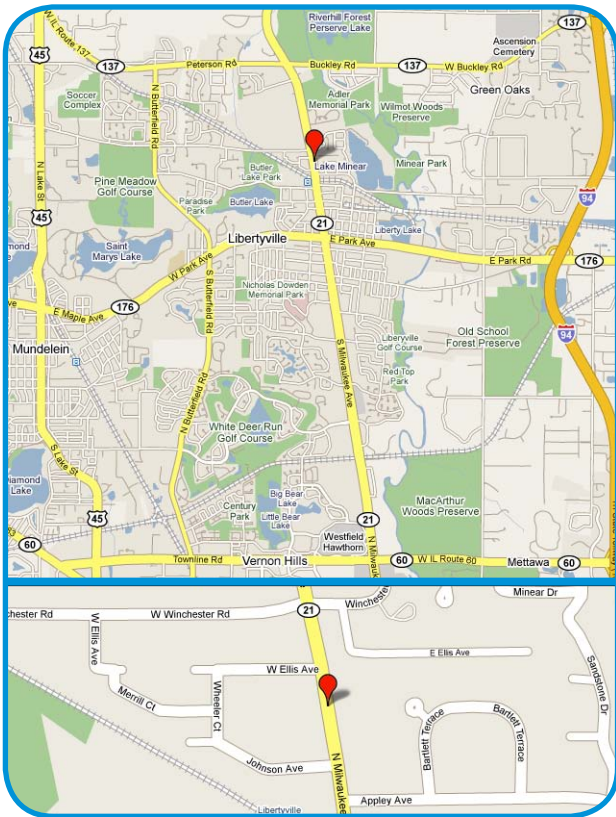 Riverhill Forest
Perserve Lake
137
45
W IL Route 137
Ascension
Cemetery
137
Peterson Rd
Buckley Rd
137
W Buckley Rd
137
Green Oaks
Soccer
Complex
N Butterfield Rd
Adler
Memorial Park
Wilmot Woods
Preserve
N Lake St
Lake Minear
Minear Park
Butler
Lake Park
Pine Meadow
Golf Course
Paradise
Park
Butler Lake
94
45
21
Liberty Lake
Libertyville
E Park Ave
Saint
Marys Lake
E Park Rd
176
W Park Ave
S Butterfield Rd
Nicholas Dowden
Memorial Park
176
E Maple Ave
Mundelein
Old School
Forest Preserve
94
Libertyville
Golf Course
Red Top
Park
S Milwaukee Ave
N Butterfield Rd
White Deer Run
Golf Course
S Lake St
Diamond
Lake
Big Bear
Lake
Century
Park
Little Bear
Lake
MacArthur
Woods Preserve
45
21
Westfield
Hawthorn
N Milwauk
60
Townline Rd
Vernon Hills
60
W IL Route 60
Mettawa
60
chester Rd
W Winchester Rd
21
Winchest
Minear Dr
W Ellis Ave
E Ellis Ave
W Ellis Ave
Sandstone Dr
Merrill Ct
Wheeler Ct
Bartlett Terrace
Bartlett Terrace
Johnson Ave
N Milwaukee
Appley Ave
Libertyville